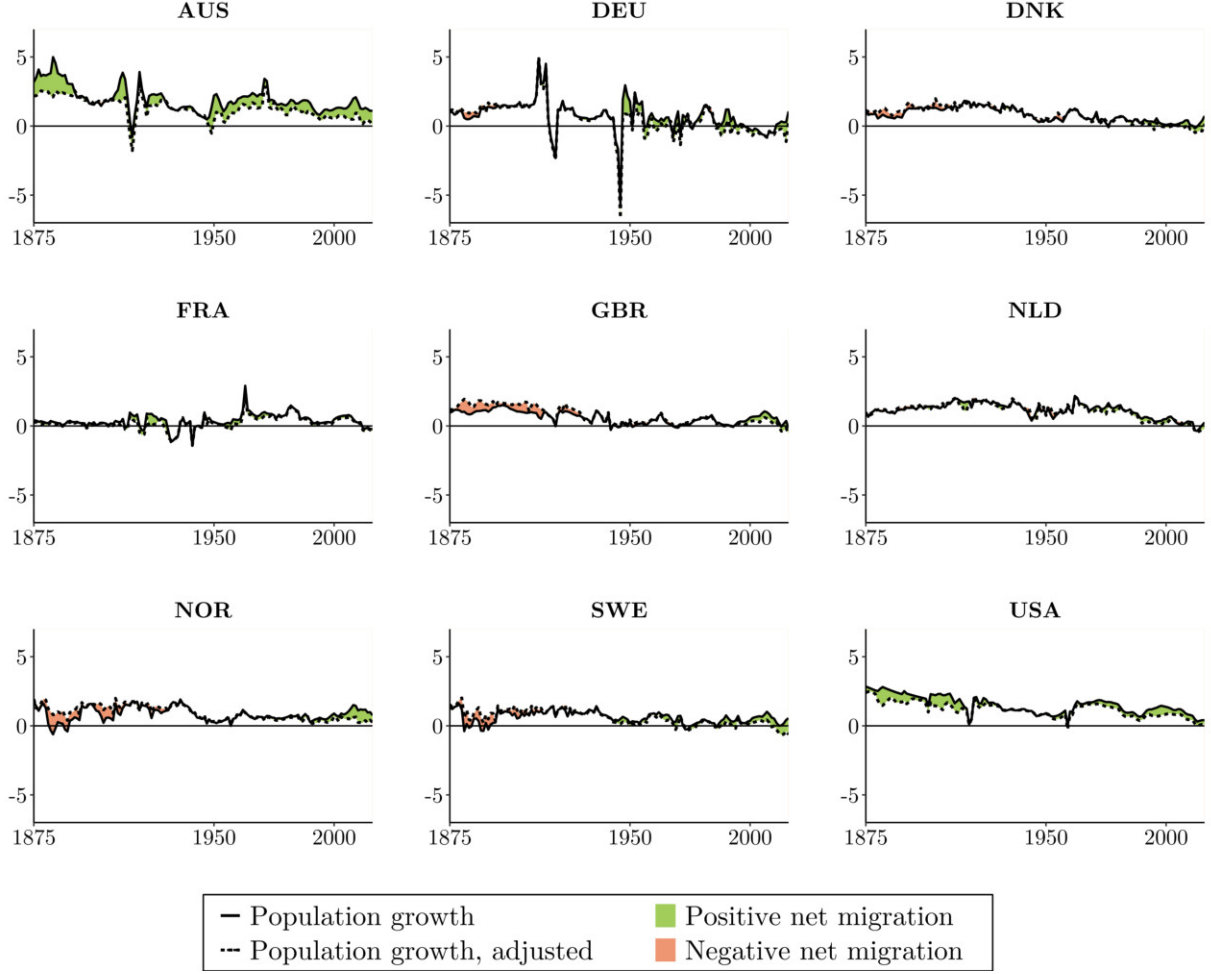 AUS DEU DNK
5 5 5
0 0 0
-5 -5 -5
1875 1950 2000 1875 1950 2000 1875 1950 2000
FRA GBR NLD
5 5 5
0 0 0
-5 -5 -5
1875 1950 2000 1875 1950 2000 1875 1950 2000
NOR SWE USA
5 5 5
0 0 0
-5 -5 -5
1875 1950 2000 1875 1950 2000 1875 1950 2000
Population growth Positive net migration
Population growth, adjusted Negative net migration